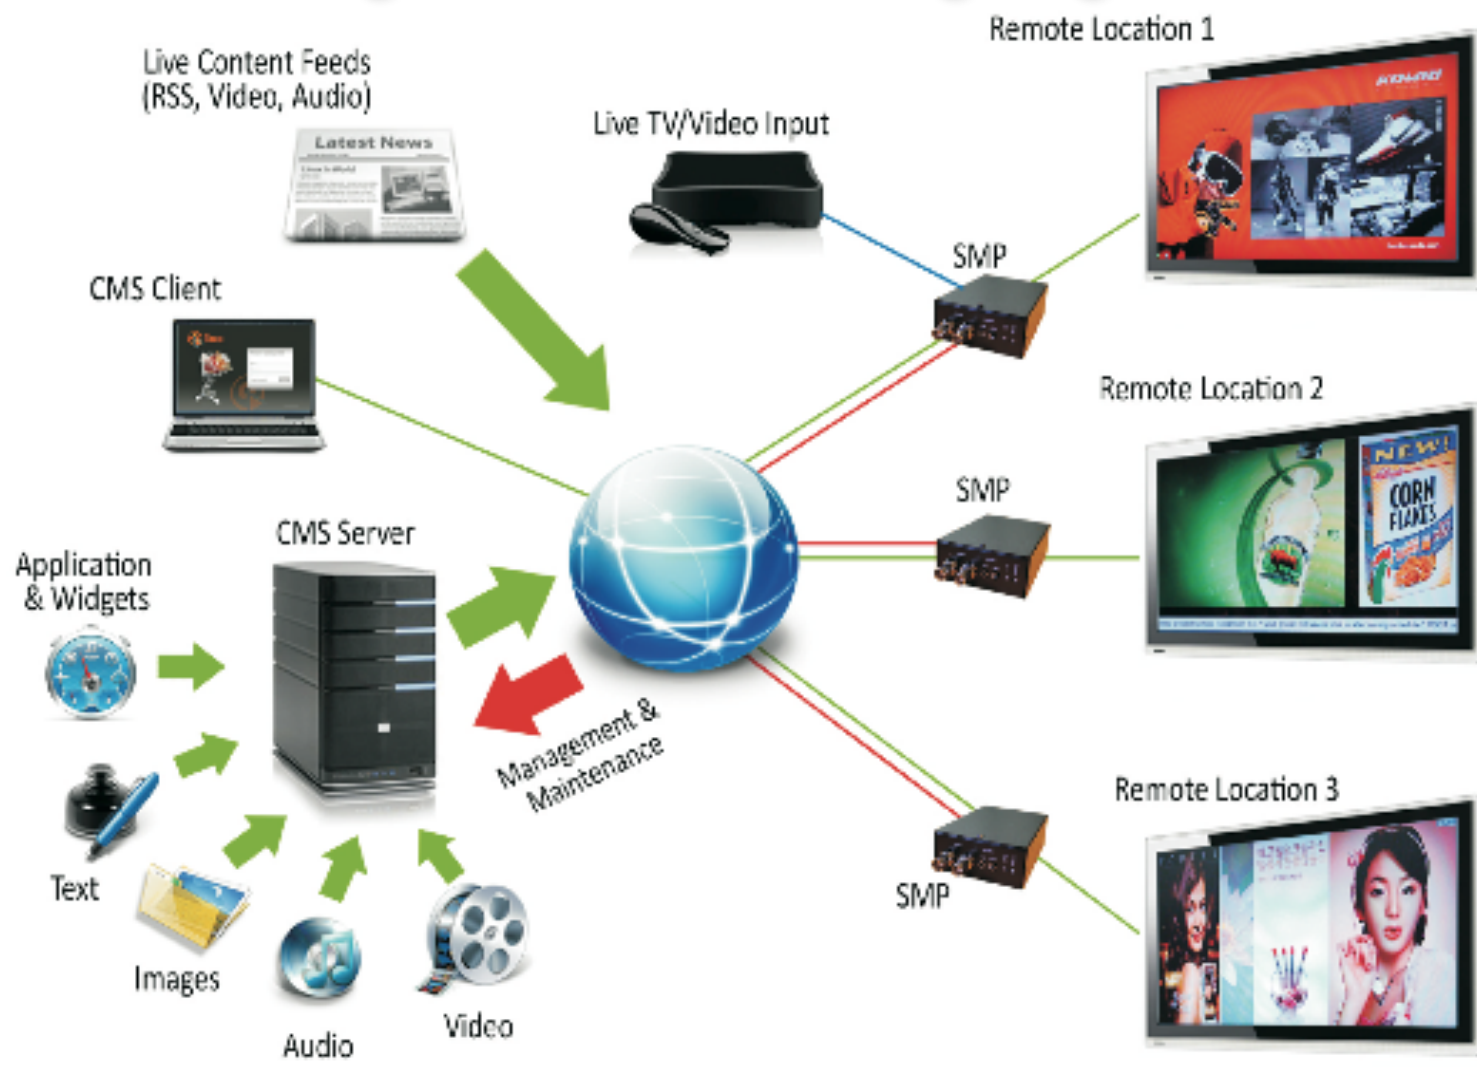 Remote Location 1
Live Content Feeds
(RSS, Video, Audio)
Live TV/Video Input
Latest News
SMP
CMS Client
Remote Location 2
NEW!
CORN
FLAKES
SMP
CMS Server
Application
& Widgets
Management &
Maintenance
Remote Location 3
Text
SMP
Images
Video
Audio